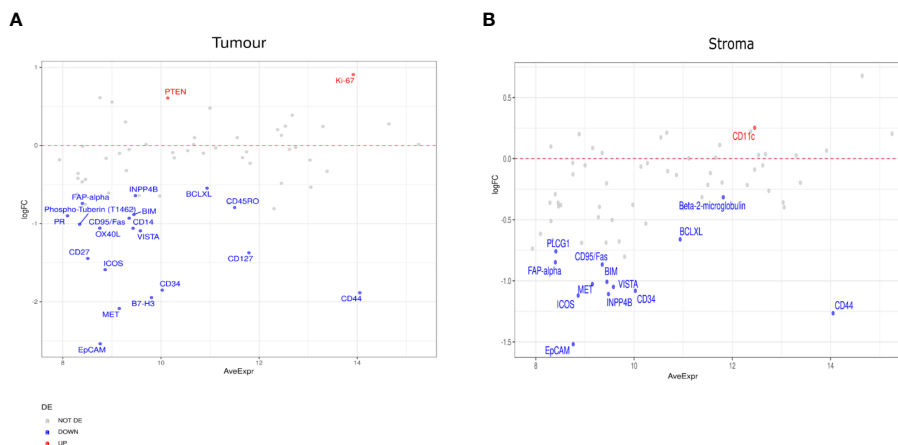 A
Tumour
1
0
-1
-2
logFC
8
10
12
14
AveExpr
Ki-67
PTEN
INPP4B
BCLXL
FAP-alpha
CD45RO
Phospho-Tuberin (T1462)
PR
CD95/Fas
BIM
CD14
OX40L
VISTA
CD27
CD127
ICOS
CD34
B7-H3
CD44
MET
EpCAM
DE
NOT DE
DOWN
UP
B
Stroma
0.5
0.0
-0.5
-1.0
-1.5
logFC
8
10
12
14
AveExpr
CD11c
Beta-2-microglobulin
BCLXL
PLCG1
CD95/Fas
FAP-alpha
BIM
MET
VISTA
ICOS
INPP4B
CD34
CD44
EpCAM